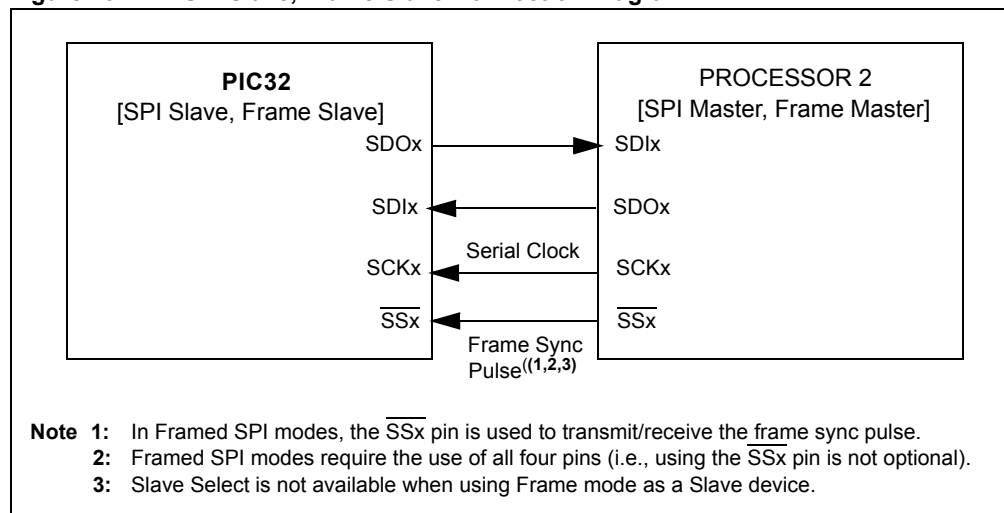 PIC32
[SPI Slave, Frame Slave]
PROCESSOR 2
[SPI Master, Frame Master]
SDOx
SDIx
SDIx
SDOx
Serial Clock
SCKx
SCKx
SSx
SSx
Frame Sync
Pulse((1,2,3)
Note 1: In Framed SPI modes, the SSx pin is used to transmit/receive the frame sync pulse.
2: Framed SPI modes require the use of all four pins (i.e., using the SSx pin is not optional).
3: Slave Select is not available when using Frame mode as a Slave device.